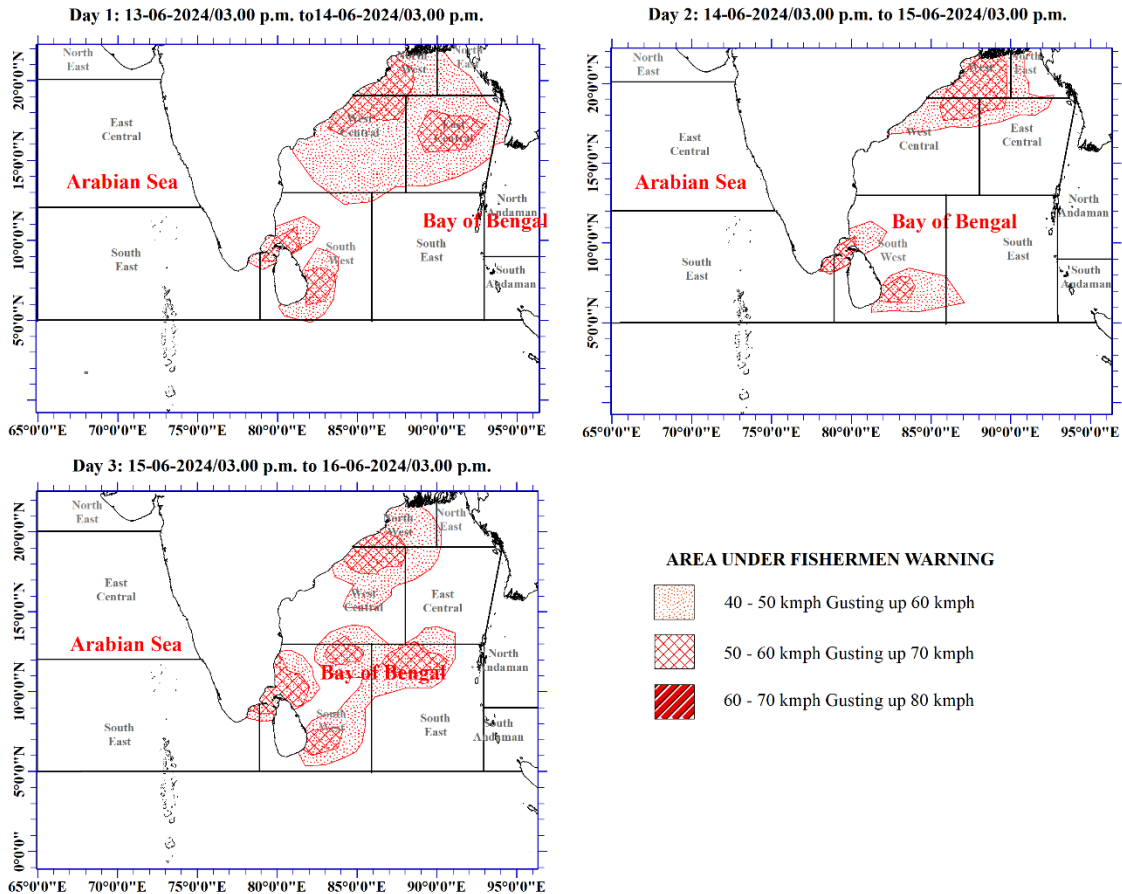 Day 1: 13-06-2024/03.00 p.m. to14-06-2024/03.00 p.m.
20°0'0"N
15°0'0"N
10°0'0"N
5°0'0"N
North
East
North
West
North
East
East
Central
West
Central
East
Central
Arabian Sea
Bay of Bengal
North
Andaman
South
East
South
West
South
East
South
Andaman
65°0'0"E 70°0'0"E 75°0'0"E 80°0'0"E 85°0'0"E 90°0'0"E 95°0'0"E
Day 2: 14-06-2024/03.00 p.m. to 15-06-2024/03.00 p.m.
20°0'0"N
15°0'0"N
10°0'0"N
5°0'0"N
North
East
West
North
East
East
Central
West
Central
East
Central
Arabian Sea
Bay of Bengal
North
Andaman
South
East
South
West
South
East
South
Andaman
65°0'0"E 70°0'0"E 75°0'0"E 80°0'0"E 85°0'0"E 90°0'0"E 95°0'0"E
Day 3: 15-06-2024/03.00 p.m. to 16-06-2024/03.00 p.m.
20°0'0"N
15°0'0"N
10°0'0"N
5°0'0"N
0°0'0"
North
East
North
West
North
East
East
Central
West
Central
East
Central
Arabian Sea
Bay of Bengal
North
Andaman
South
East
South
West
South
East
South
Andaman
65°0'0"E 70°0'0"E 75°0'0"E 80°0'0"E 85°0'0"E 90°0'0"E 95°0'0"E
AREA UNDER FISHERMEN WARNING
40 - 50 kmph Gusting up 60 kmph
50 - 60 kmph Gusting up 70 kmph
60 - 70 kmph Gusting up 80 kmph